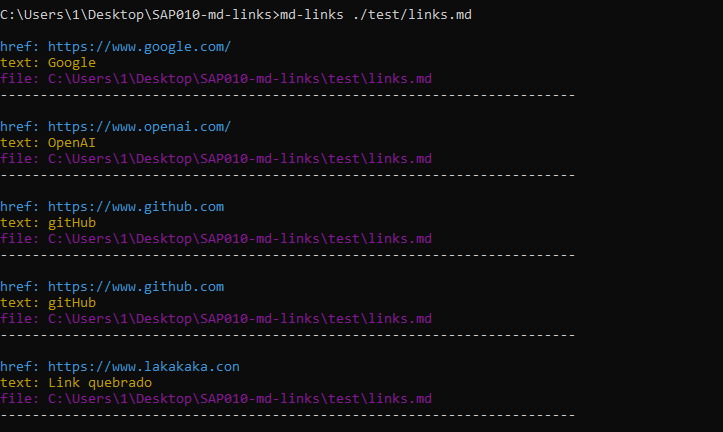 C:\Users\1\Desktop\SAP010-md-links>md-links ./test/links.md
href: https://www.google.com/
text: Google
file: C:\Users\1\Desktop\SAP010-md-links\test\links.md
------------------------------------------------------------------------
href: https://www.openai.com/
text: OpenAI
file: C:\Users\1\Desktop\SAP010-md-links\test\links.md
------------------------------------------------------------------------
href: https://www.github.com
text: gitHub
file: C:\Users\1\Desktop\SAP010-md-links\test\links.md
------------------------------------------------------------------------
href: https://www.github.com
text: gitHub
file: C:\Users\1\Desktop\SAP010-md-links\test\links.md
------------------------------------------------------------------------
href: https://www.lakakaka.con
text: Link quebrado
file: C:\Users\1\Desktop\SAP010-md-links\test\links.md
------------------------------------------------------------------------